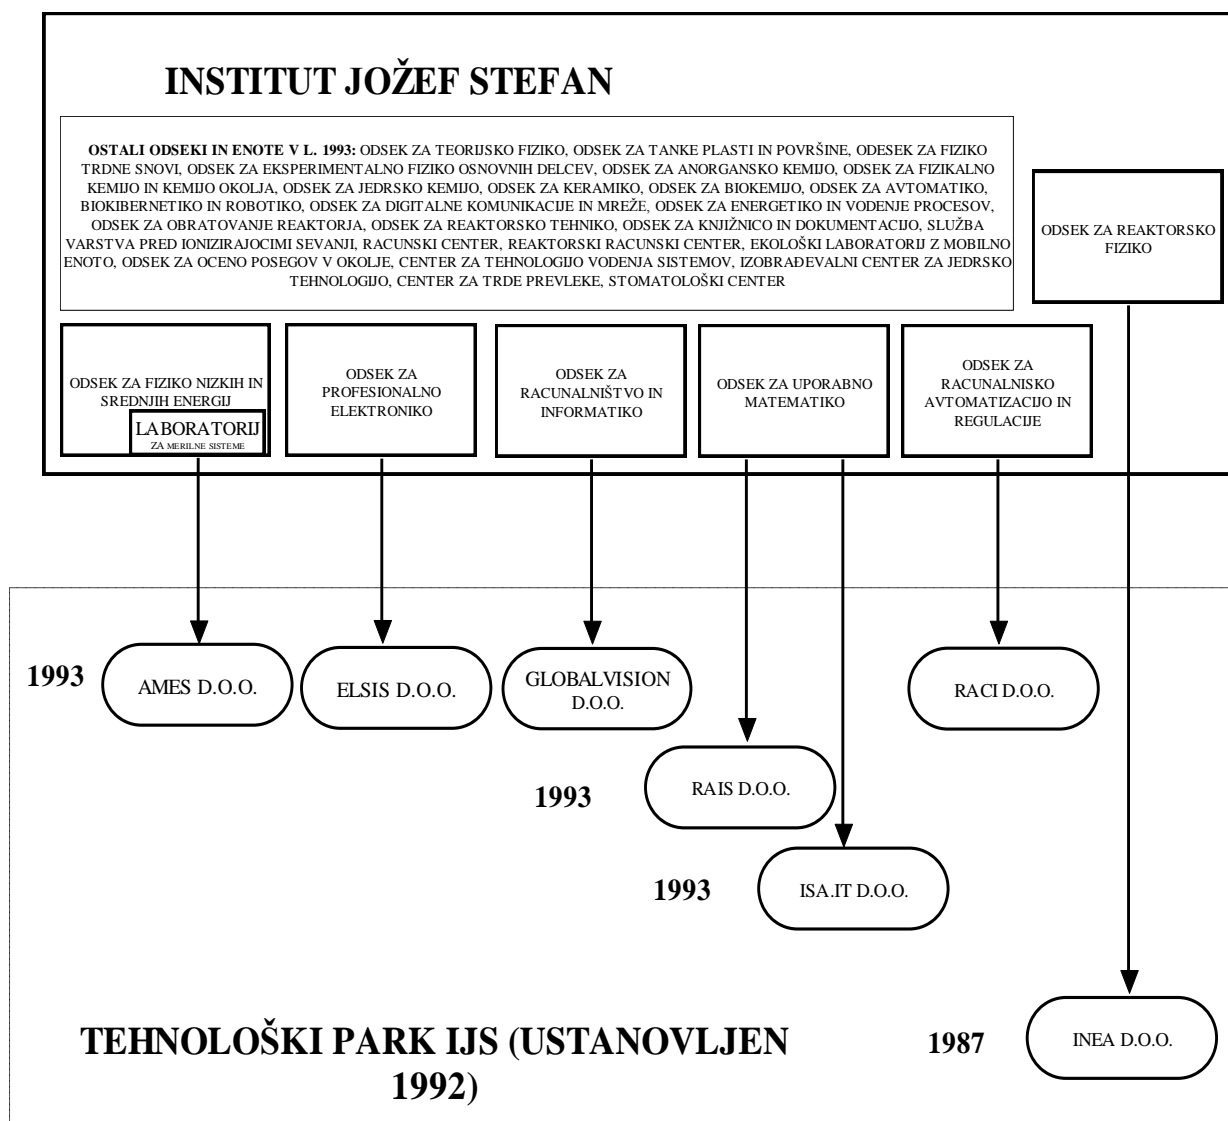 INSTITUT JOŽEF STEFAN
OSTALI ODSEKI IN ENOTE V L. 1993: ODSEK ZA TEORIJSKO FIZIKO, ODSEK ZA TANKE PLASTI IN POVRŠINE, ODESEK ZA FIZIKO
TRDNE SNOVI, ODSEK ZA EKSPERIMENTALNO FIZIKO OSNOVNIH DELCEV, ODSEK ZA ANORGANSKO KEMIJO, ODSEK ZA FIZIKALNO
KEMIJO IN KEMIJO OKOLJA, ODSEK ZA JEDRSKO KEMIJO, ODSEK ZA KERAMIKO, ODSEK ZA BIOKEMIJO, ODSEK ZA AVTOMATIKO,
BIOKIBERNETIKO IN ROBOTIKO, ODSEK ZA DIGITALNE KOMUNIKACIJE IN MREŽE, ODSEK ZA ENERGETIKO IN VODENJE PROCESOV,
ODSEK ZA OBRATOVANJE REAKTORJA, ODSEK ZA REAKTORSKO TEHNIKO, ODSEK ZA KNJIŽNICO IN DOKUMENTACIJO, SLUŽBA
VARSTVA PRED IONIZIRAJOCIMI SEVANJI, RACUNSKI CENTER, REAKTORSKI RACUNSKI CENTER, EKOLOŠKI LABORATORIJ Z MOBILNO
ENOTO, ODSEK ZA OCENO POSEGOV V OKOLJE, CENTER ZA TEHNOLOGIJO VODENJA SISTEMOV, IZOBRAĐEVALNI CENTER ZA JEDRSKO
TEHNOLOGIJO, CENTER ZA TRDE PREVLEKE, STOMATOLOŠKI CENTER
ODSEK ZA REAKTORSKO
FIZIKO
ODSEK ZA FIZIKO NIZKIH IN
SREDNJIH ENERGIJ
LABORATORIJ
ZA MERILNE SISTEME
ODSEK ZA
PROFESIONALNO
ELEKTRONIKO
ODSEK ZA
RACUNALNIŠTVO IN
INFORMATIKO
ODSEK ZA UPORABNO
MATEMATIKO
ODSEK ZA
RACUNALNISKO
AVTOMATIZACIJO IN
REGULACIJE
1993
AMES D.O.O.
ELSIS D.O.O.
GLOBALVISION
D.O.O.
RACI D.O.O.
1993
RAIS D.O.O.
1993
ISA.IT D.O.O.
TEHNOLOŠKI PARK IJS (USTANOVLJEN
1992)
1987
INEA D.O.O.